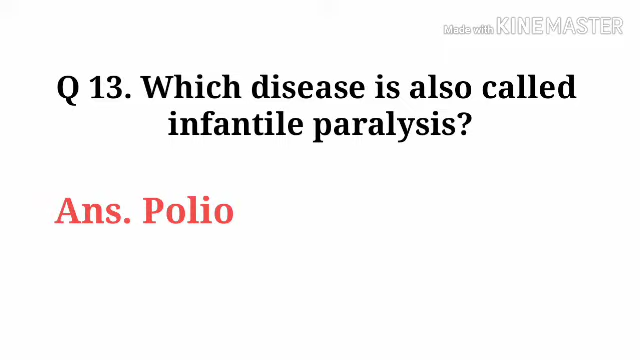 Made with KINEMASTER
Q 13. Which disease is also called
infantile paralysis?
Ans. Polio